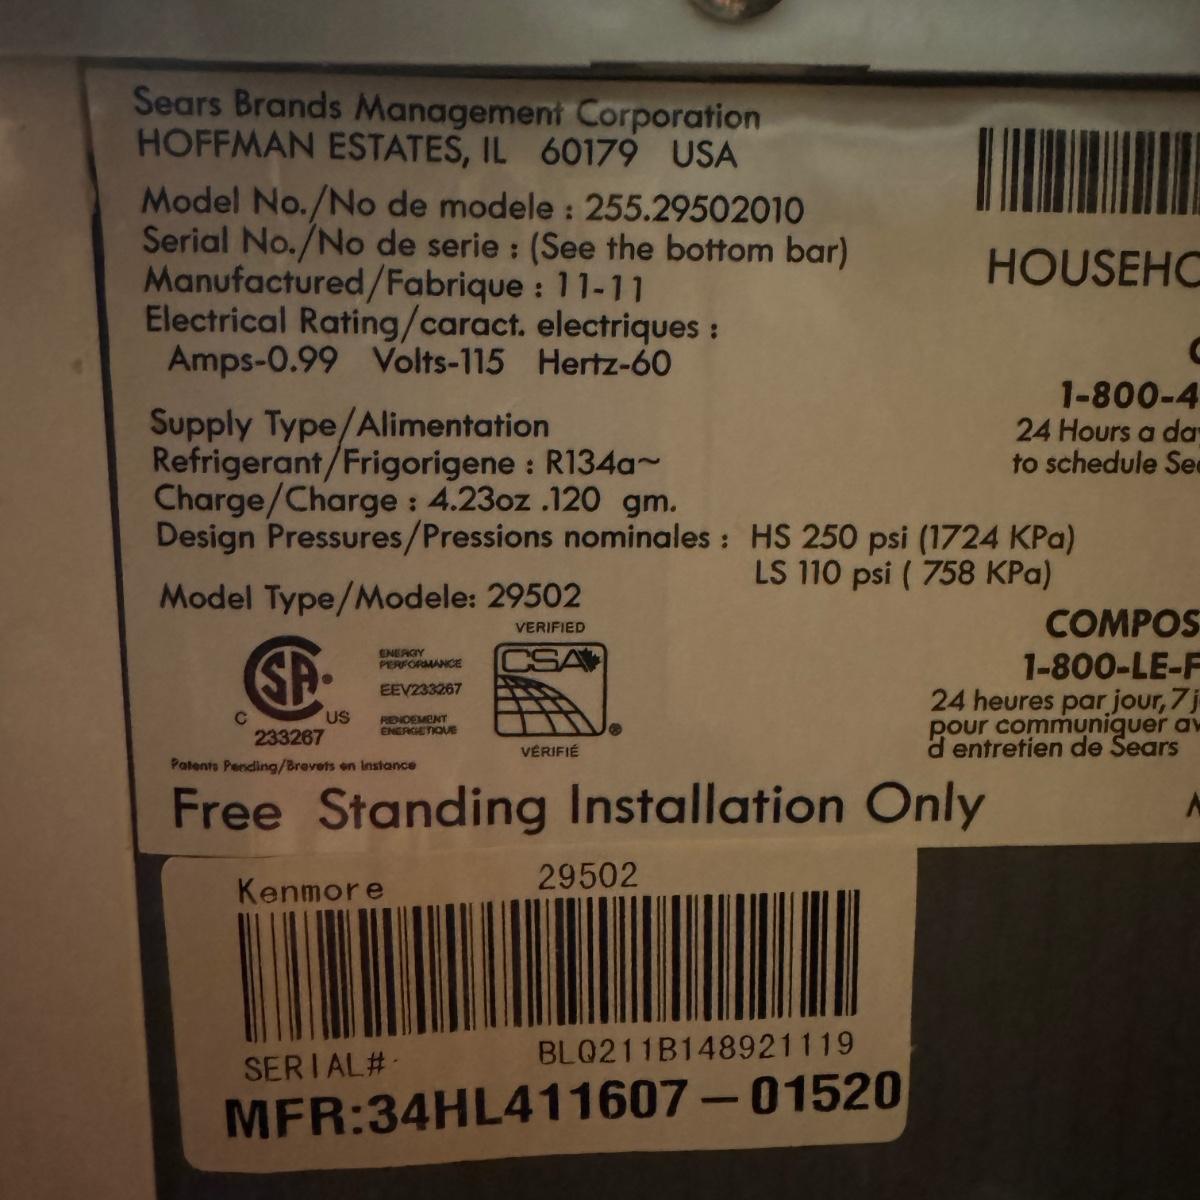 Sears Brands Management Corporation
HOFFMAN ESTATES, IL 60179 USA
Model No./No de modele : 255.29502010
Serial No./No de serie : (See the bottom bar)
Manufactured/Fabrique : 11-11
Electrical Rating/caract. electriques :
Amps-0.99 Volts-115 Hertz-60
Supply Type/Alimentation
Refrigerant/Frigorigene : R134a~
Charge/Charge : 4.23oz .120 gm.
Design Pressures/Pressions nominales : HS 250 psi (1724 KPa)
LS 110 psi ( 758 KPa)
Model Type/Modele: 29502
SA
C US
233267
ENERGY
PERFORMANCE
EEV233267
RENDEMENT
ENERGETIQUE
VERIFIED
CSA
®
VÉRIFIÉ
Patents Pending/Brevets en Instance
Free Standing Installation Only
HOUSEHO
1-800-4
24 Hours a da
to schedule Se
COMPOS
1-800-LE-F
24 heures par jour, 7 j
pour communiquer av
d entretien de Sears
Kenmore 29502
SERIAL# BLQ211B148921119
MFR:34HL411607-01520